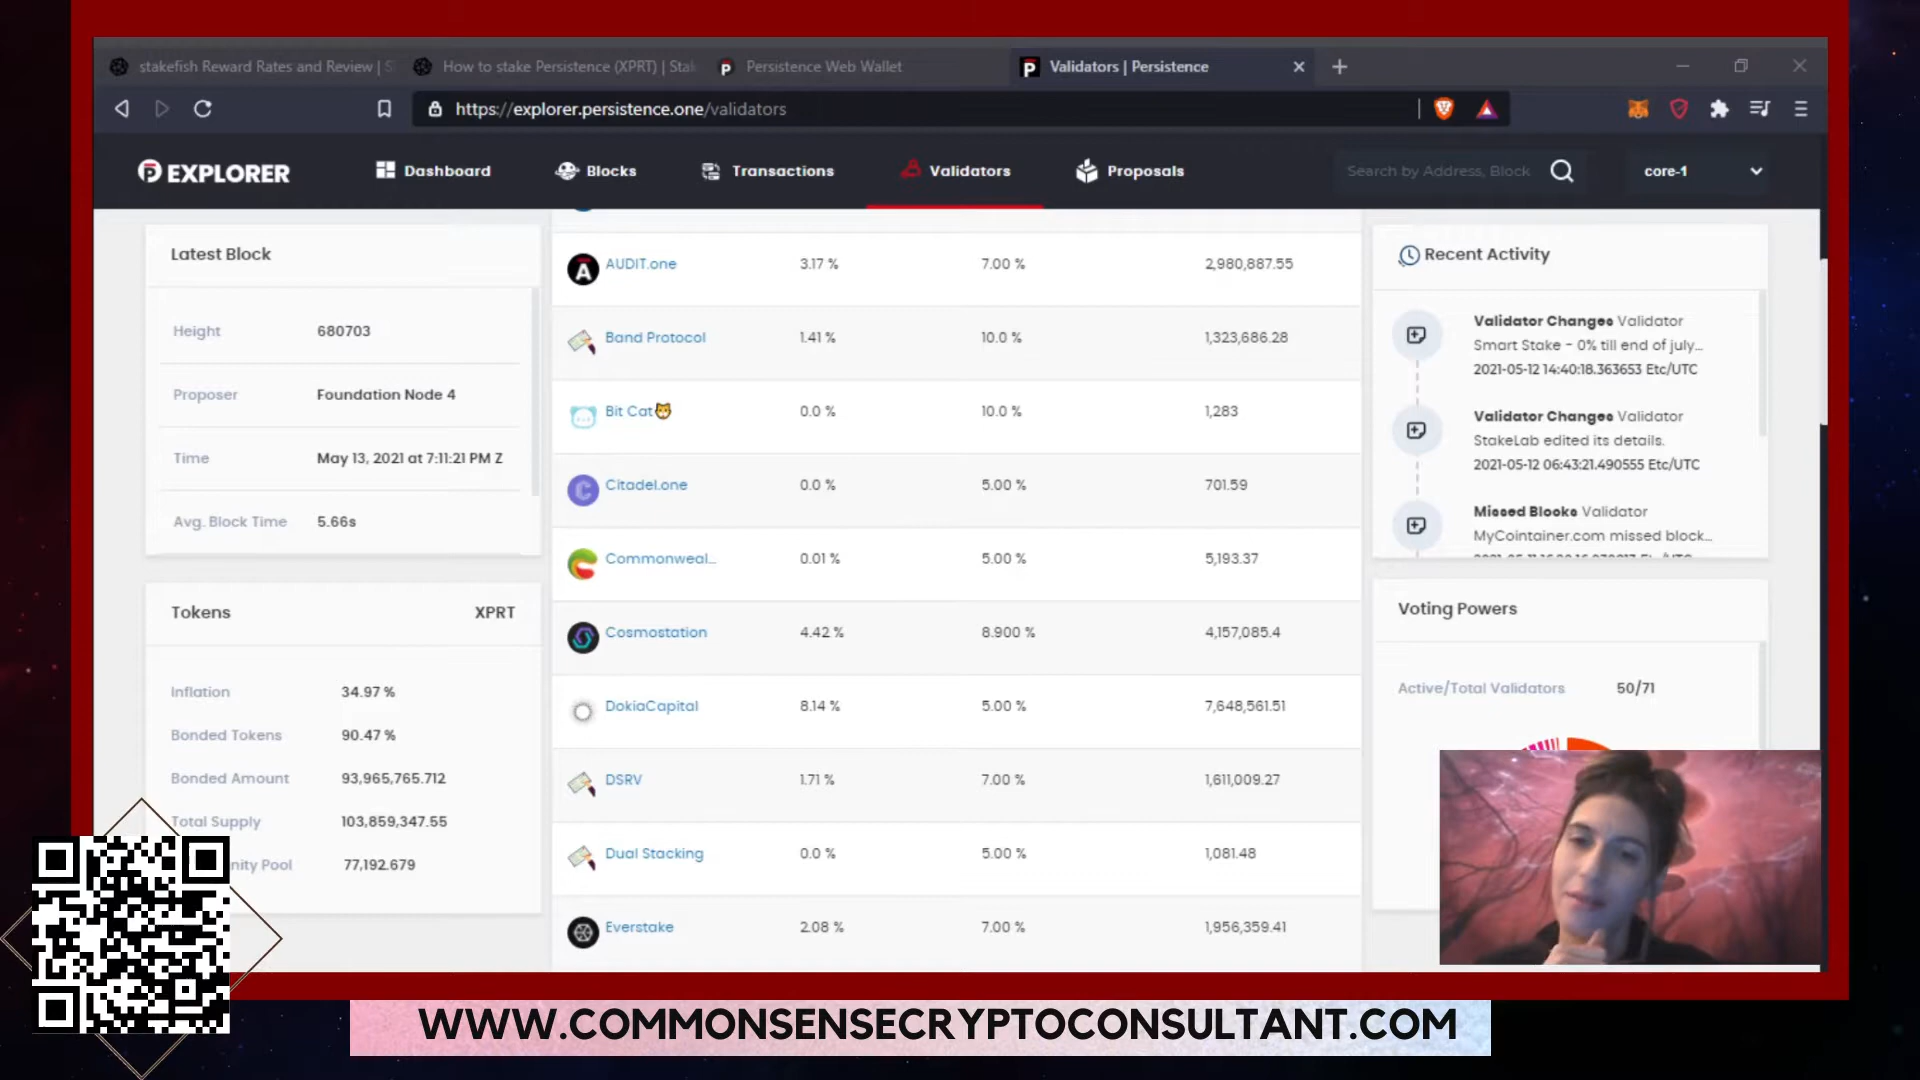 stakefish Reward Rates and Review | S
How to stake Persistence (XPRT) | Stak
Persistence Web Wallet
Validators | Persistence
https://explorer.persistence.one/validators
EXPLORER
Dashboard
Blocks
Transactions
Validators
Proposals
Search by Address, Block
core-1
Latest Block
Height 680703
Proposer Foundation Node 4
Time May 13, 2021 at 7:11:21 PM Z
Avg. Block Time 5.66s
Tokens XPRT
Inflation 34.97 %
Bonded Tokens 90.47 %
Bonded Amount 93,965,765.712
Total Supply 103,859,347.55
nity Pool 77,192.679
AUDIT.one 3.17 % 7.00 % 2,980,887.55
Band Protocol 1.41 % 10.0 % 1,323,686.28
Bit Cat🐱 0.0 % 10.0 % 1,283
Citadel.one 0.0 % 5.00 % 701.59
Commonweal... 0.01 % 5.00 % 5,193.37
Cosmostation 4.42 % 8.900 % 4,157,085.4
DokiaCapital 8.14 % 5.00 % 7,648,561.51
DSRV 1.71 % 7.00 % 1,611,009.27
Dual Stacking 0.0 % 5.00 % 1,081.48
Everstake 2.08 % 7.00 % 1,956,359.41
Recent Activity
Validator Changes Validator
Smart Stake - 0% till end of july...
2021-05-12 14:40:18.363653 Etc/UTC
Validator Changes Validator
StakeLab edited its details.
2021-05-12 06:43:21.490555 Etc/UTC
Missed Blocks Validator
MyCointainer.com missed block...
Voting Powers
Active/Total Validators 50/71
WWW.COMMONSENSECRYPTOCONSULTANT.COM